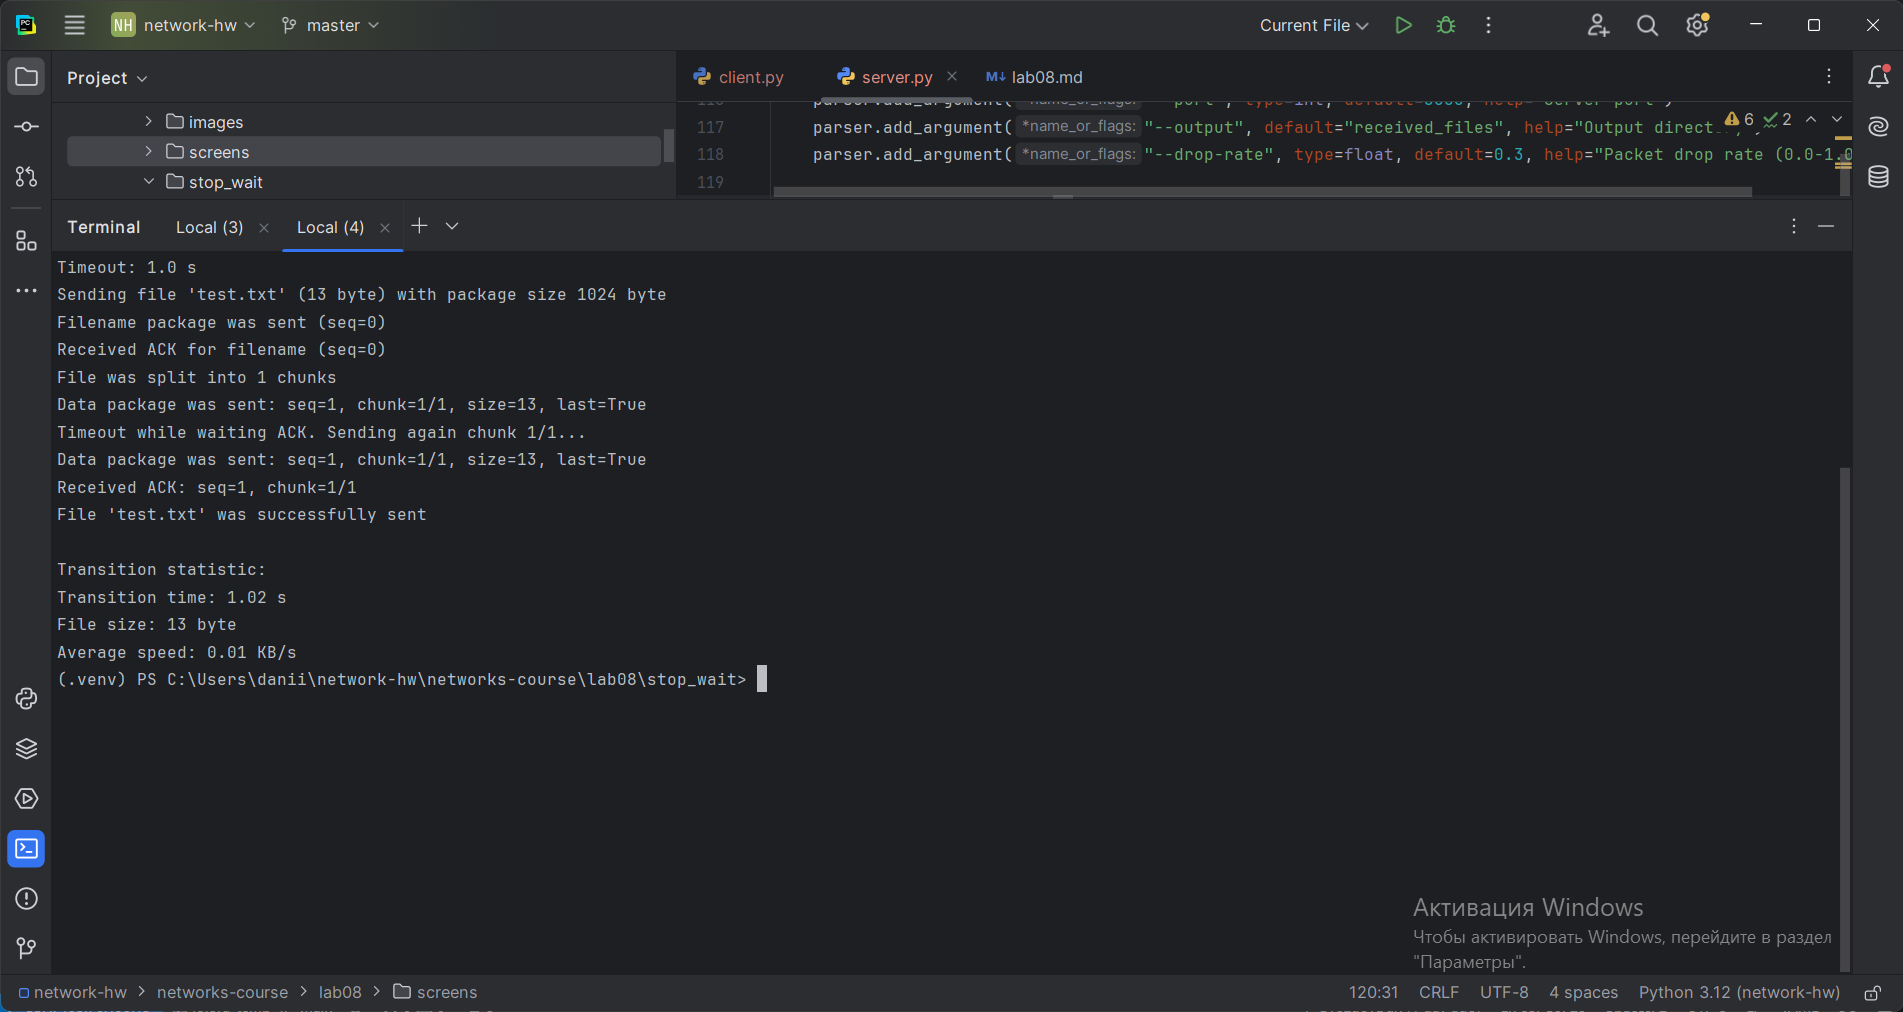 NH network-hw master Current File
Project
client.py server.py lab08.md
images
screens
stop_wait
parser.add_argument( *name_or_flags: "--port", type=int, default=
117 parser.add_argument( *name_or_flags: "--output", default="received_files", help="Output direct
6 2
118 parser.add_argument( *name_or_flags: "--drop-rate", type=float, default=0.3, help="Packet drop rate (0.0-1.0
119
Terminal Local (3) Local (4)
Timeout: 1.0 s
Sending file 'test.txt' (13 byte) with package size 1024 byte
Filename package was sent (seq=0)
Received ACK for filename (seq=0)
File was split into 1 chunks
Data package was sent: seq=1, chunk=1/1, size=13, last=True
Timeout while waiting ACK. Sending again chunk 1/1...
Data package was sent: seq=1, chunk=1/1, size=13, last=True
Received ACK: seq=1, chunk=1/1
File 'test.txt' was successfully sent
Transition statistic:
Transition time: 1.02 s
File size: 13 byte
Average speed: 0.01 KB/s
(.venv) PS C:\Users\danii\network-hw\networks-course\lab08\stop_wait>
Активация Windows
Чтобы активировать Windows, перейдите в раздел
"Параметры".
network-hw > networks-course > lab08 > screens
120:31 CRLF UTF-8 4 spaces Python 3.12 (network-hw)